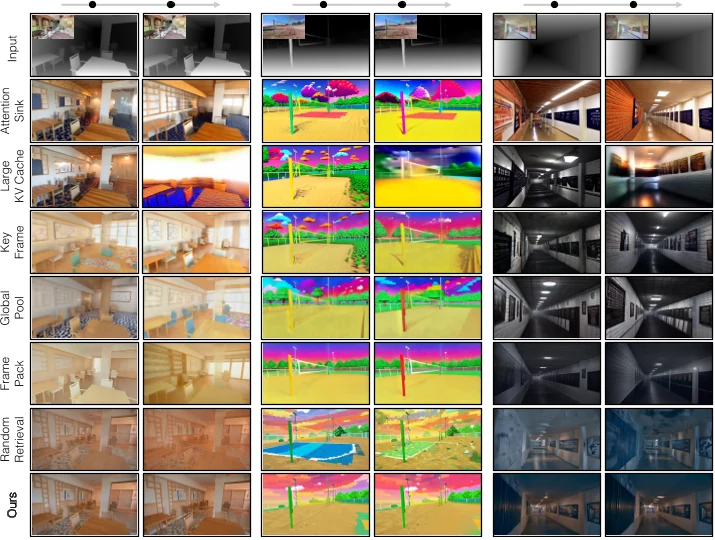 Input
Attention
Sink
Large
KV Cache
Key
Frame
Global
Pool
Frame
Pack
Random
Retrieval
Ours